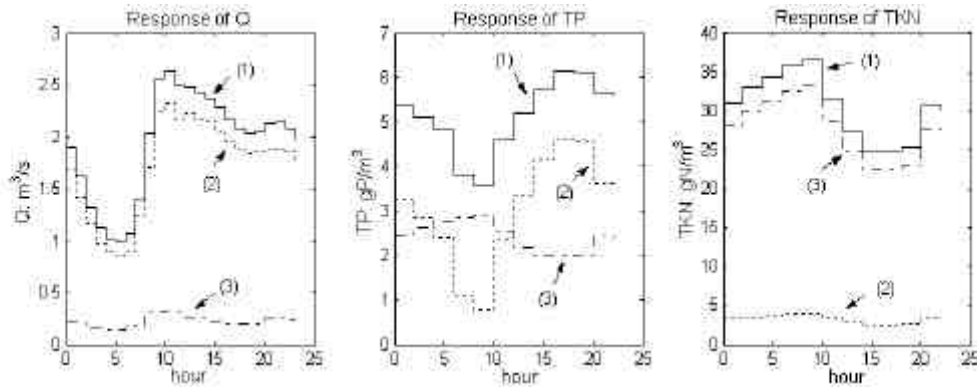 Response of Q
3
2.5
2
1.5
1
0.5
0
Q: m³/s
(1)
(2)
(3)
0 5 10 15 20 25
hour
Response of TP
7
6
5
4
3
2
1
0
TP, gP/m³
(1)
(2)
(3)
0 5 10 15 20 25
hour
Response of TKN
40
35
30
25
20
15
10
5
0
TKN, gN/m³
(1)
(3)
(2)
0 5 10 15 20 25
hour